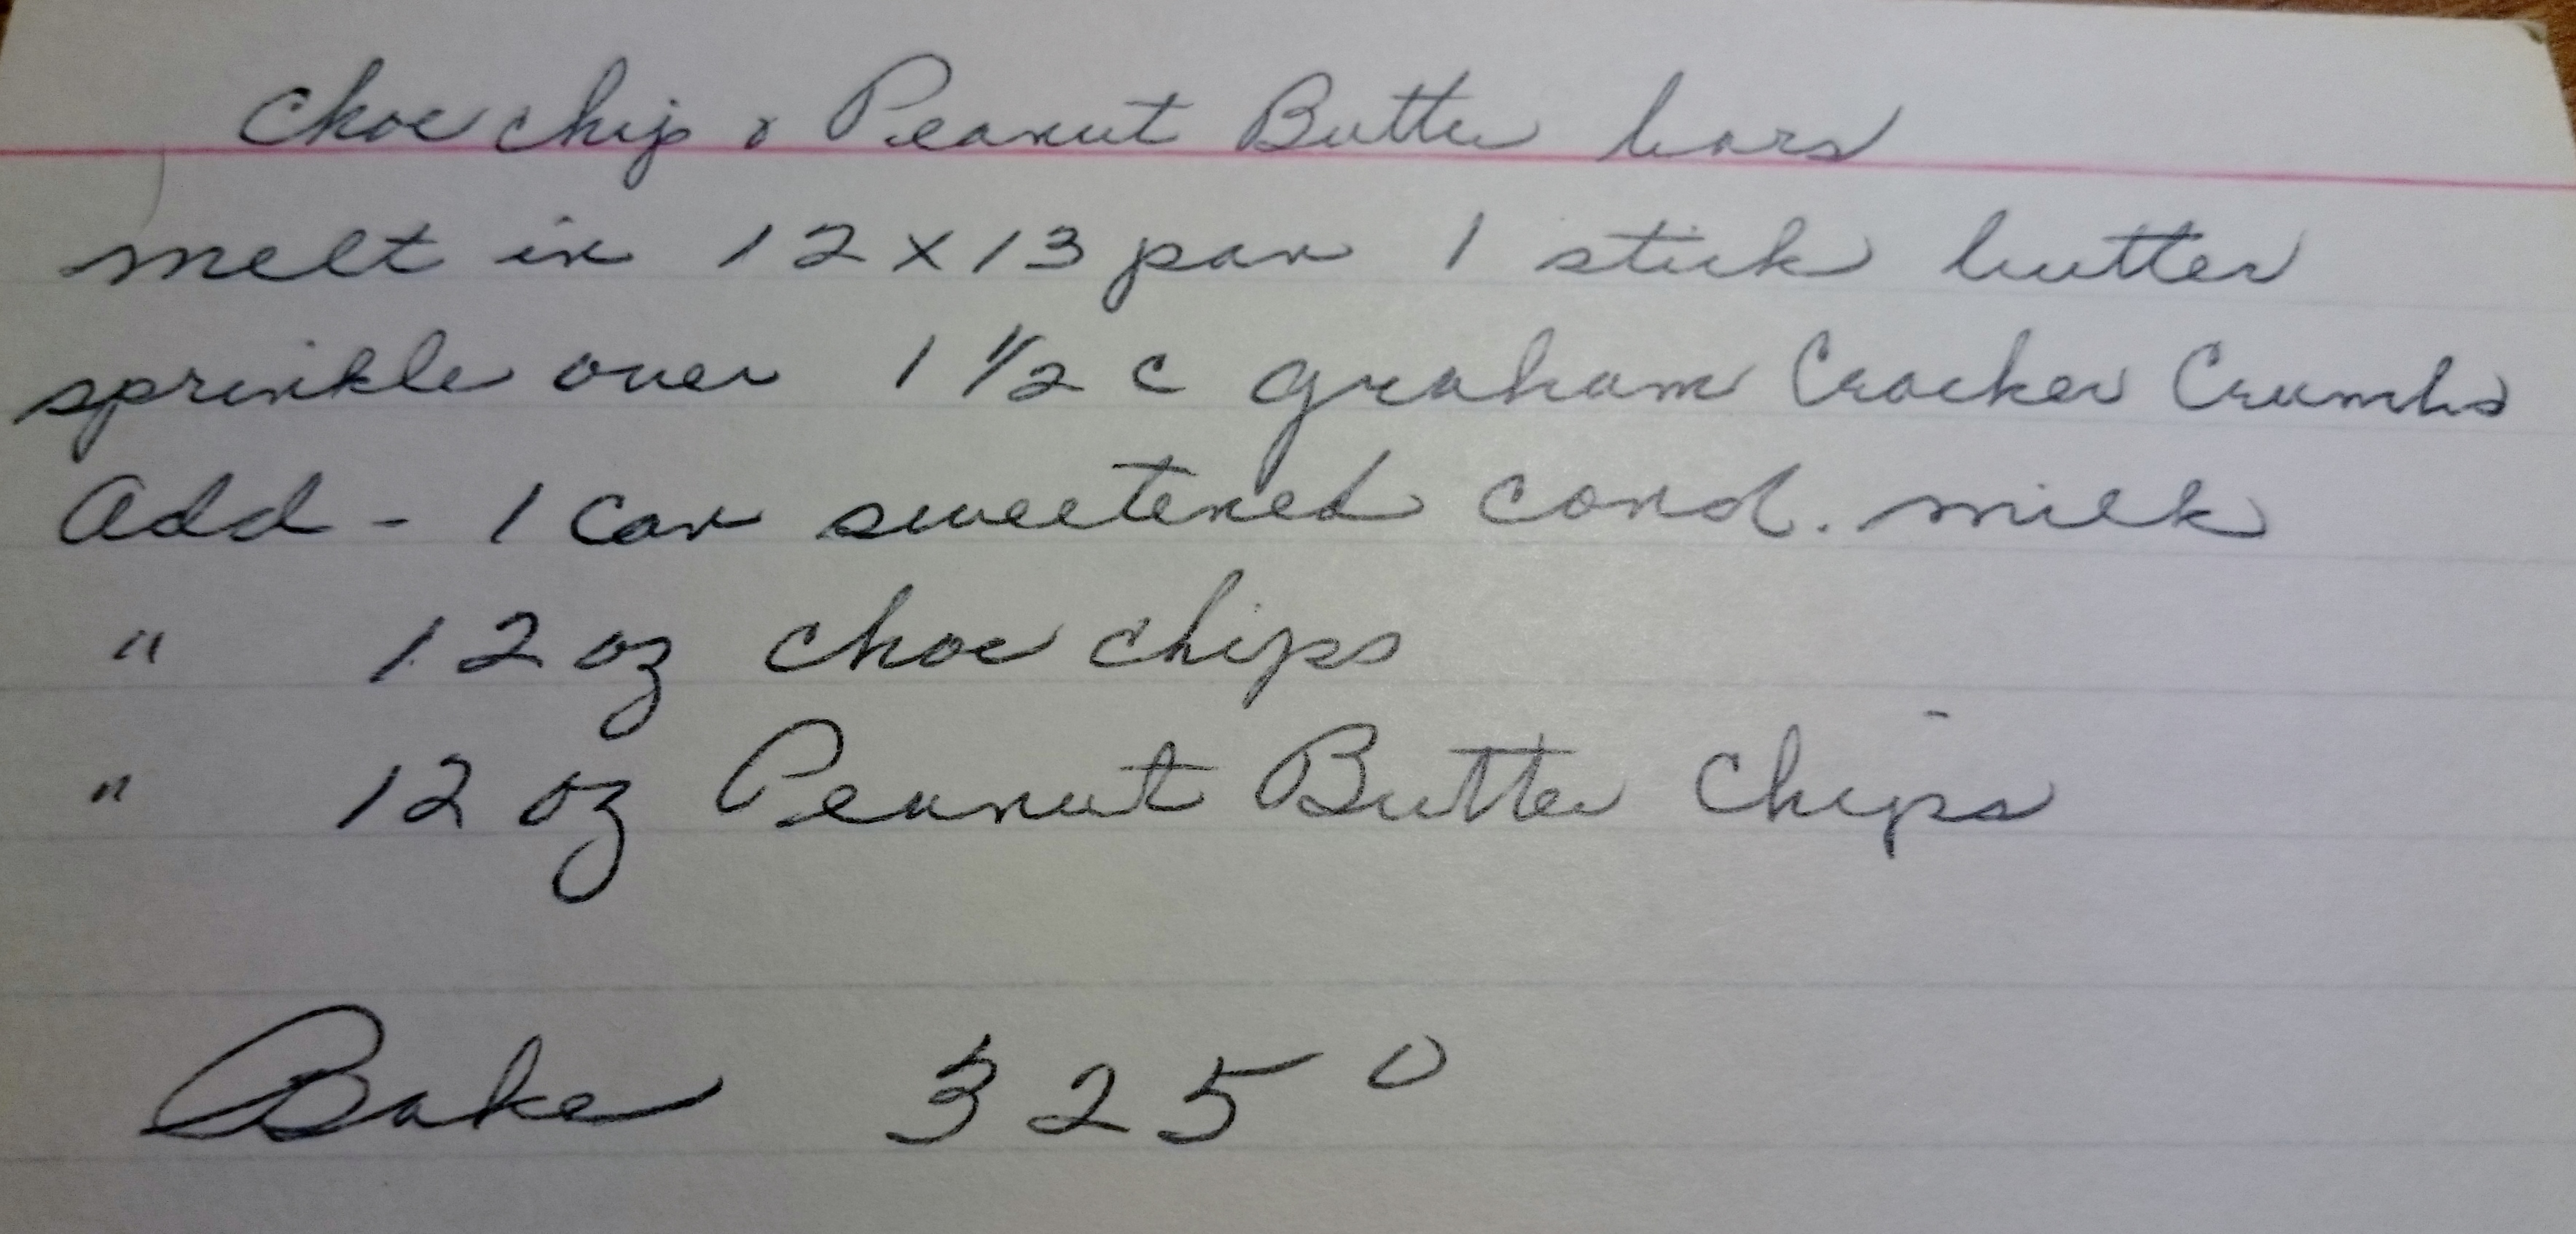 Choc chip & Peanut Butter bars
melt in 12 x 13 pan 1 stick butter
sprinkle over 1 1/2 c graham Cracker Crumbs
Add - 1 Can sweetened cond. milk
" 12 oz choc chips
" 12 oz Peanut Butter Chips
Bake 325°